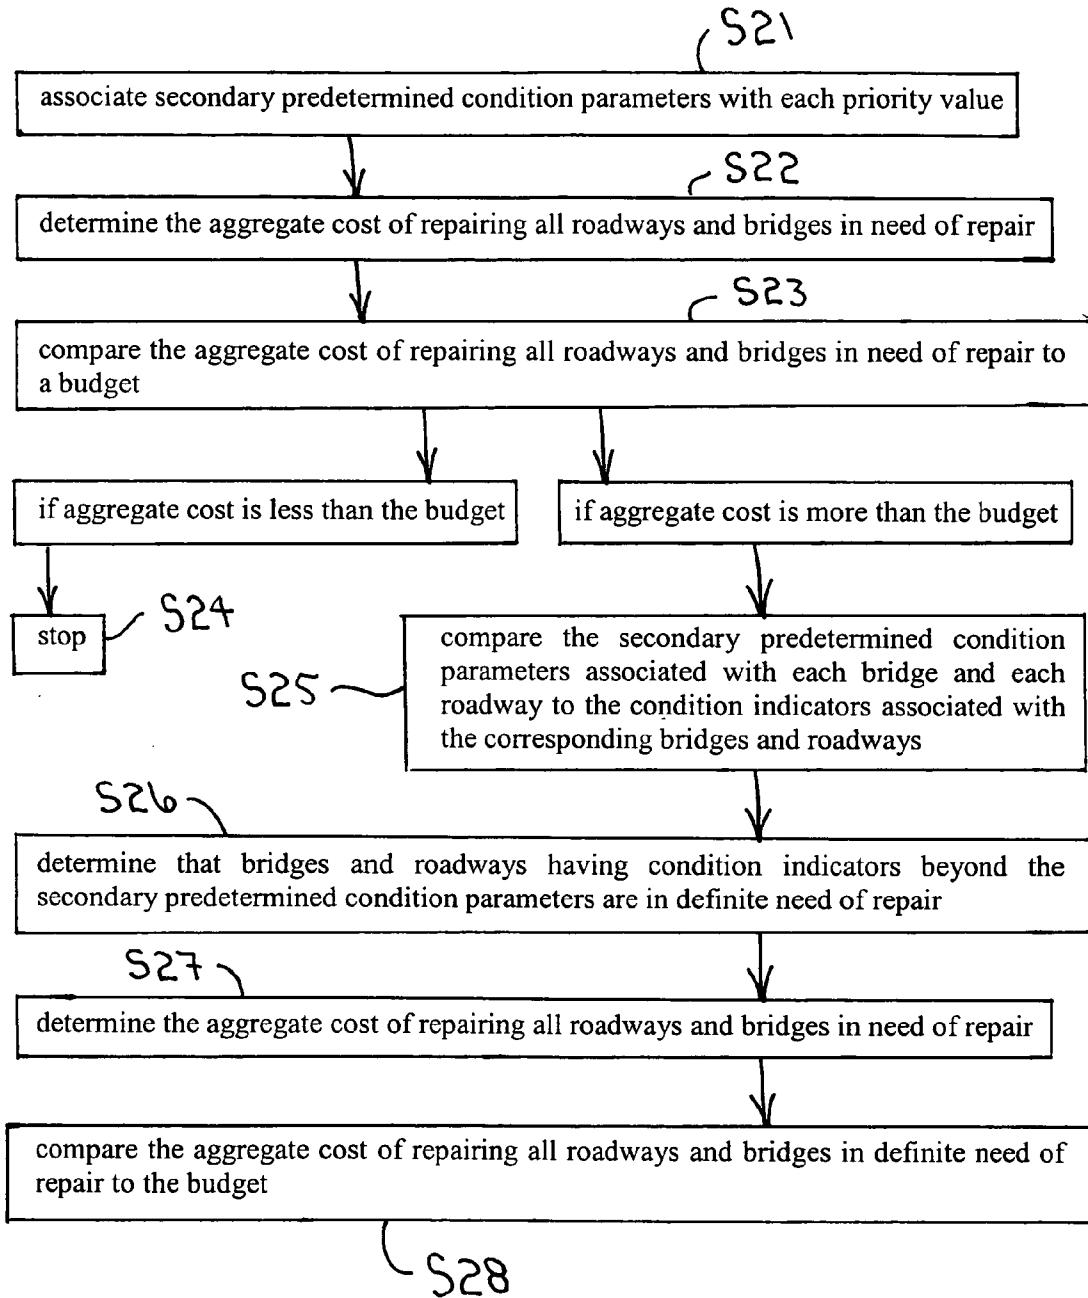 S21
associate secondary predetermined condition parameters with each priority value
S22
determine the aggregate cost of repairing all roadways and bridges in need of repair
S23
compare the aggregate cost of repairing all roadways and bridges in need of repair to
a budget
if aggregate cost is less than the budget
if aggregate cost is more than the budget
stop
S24
S25
compare the secondary predetermined condition
parameters associated with each bridge and each
roadway to the condition indicators associated with
the corresponding bridges and roadways
S26
determine that bridges and roadways having condition indicators beyond the
secondary predetermined condition parameters are in definite need of repair
S27
determine the aggregate cost of repairing all roadways and bridges in need of repair
compare the aggregate cost of repairing all roadways and bridges in definite need of
repair to the budget
S28